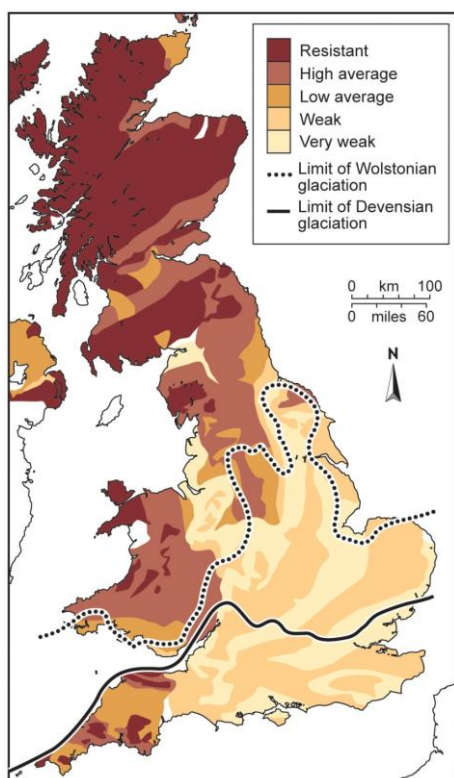 Resistant
High average
Low average
Weak
Very weak
Limit of Wolstonian
glaciation
Limit of Devensian
glaciation
0 km 100
0 miles 60
N